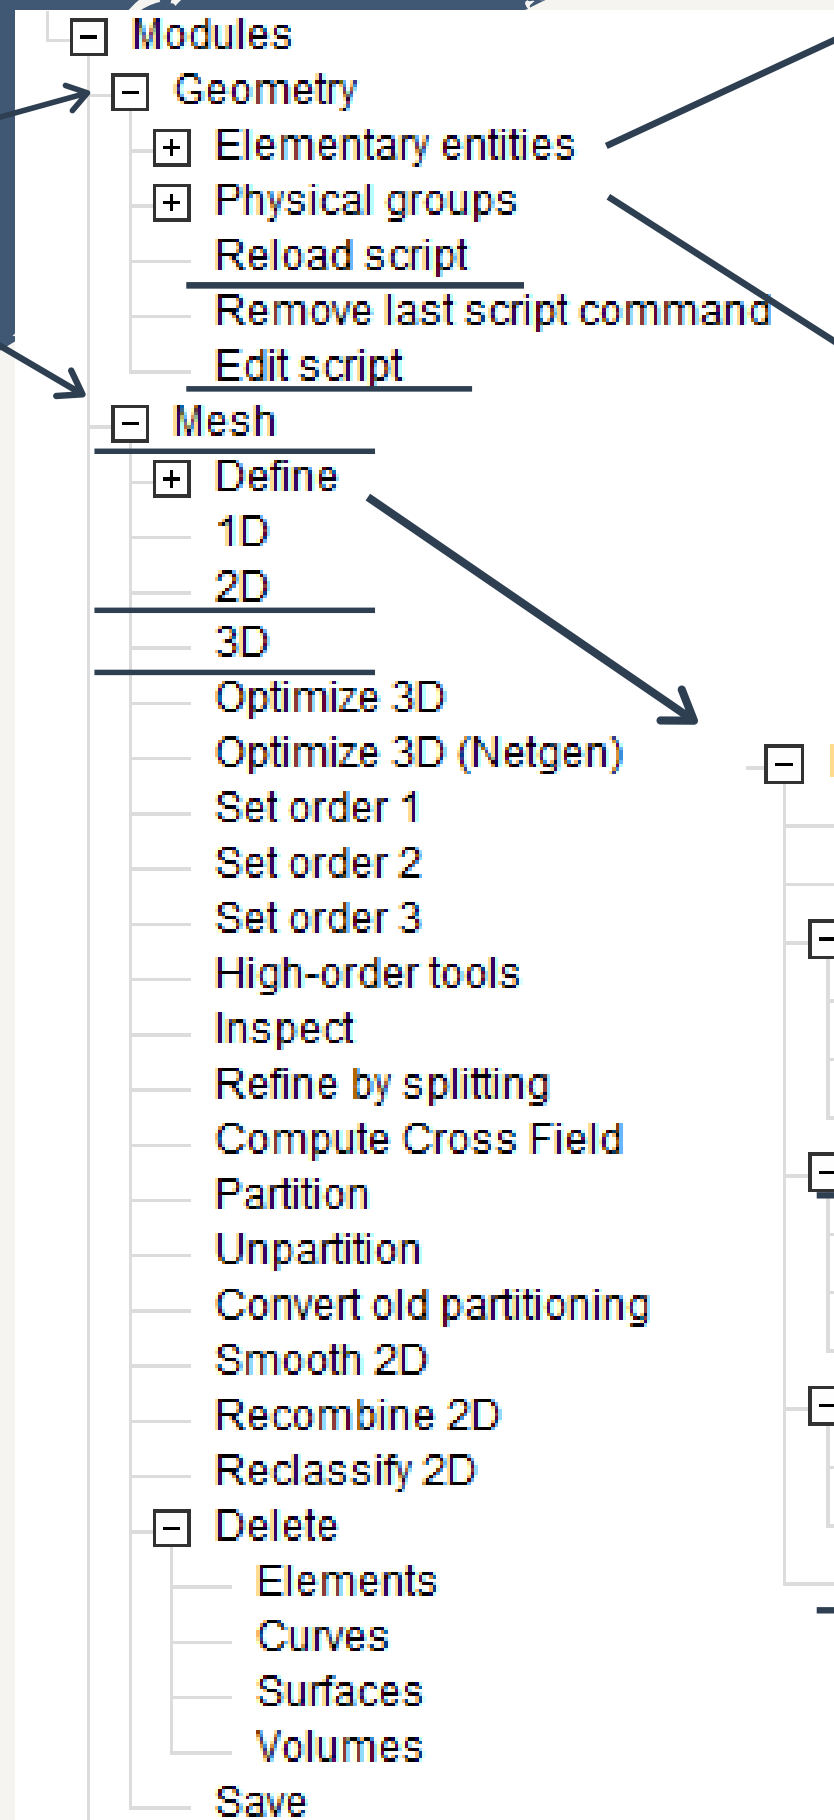 Modules
Geometry
Elementary entities
Physical groups
Reload script
Remove last script command
Edit script
Mesh
Define
1D
2D
3D
Optimize 3D
Optimize 3D (Netgen)
Set order 1
Set order 2
Set order 3
High-order tools
Inspect
Refine by splitting
Compute Cross Field
Partition
Unpartition
Convert old partitioning
Smooth 2D
Recombine 2D
Reclassify 2D
Delete
Elements
Curves
Surfaces
Volumes
Save